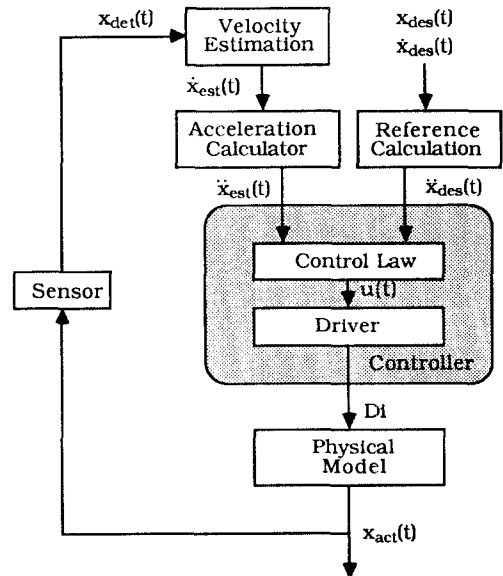 x_det(t)
Velocity
Estimation
x_des(t)
ẋ_des(t)
ẋ_est(t)
Acceleration
Calculator
Reference
Calculation
ẍ_est(t)
ẍ_des(t)
Control Law
u(t)
Driver
Controller
Sensor
Di
Physical
Model
x_act(t)